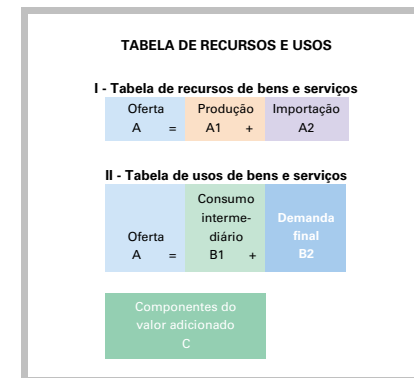 TABELA DE RECURSOS E USOS
I - Tabela de recursos de bens e serviços
Oferta Produção Importação
A = A1 + A2
II - Tabela de usos de bens e serviços
Consumo
interme- Demanda
Oferta diário final
A = B1 + B2
Componentes do
valor adicionado
C